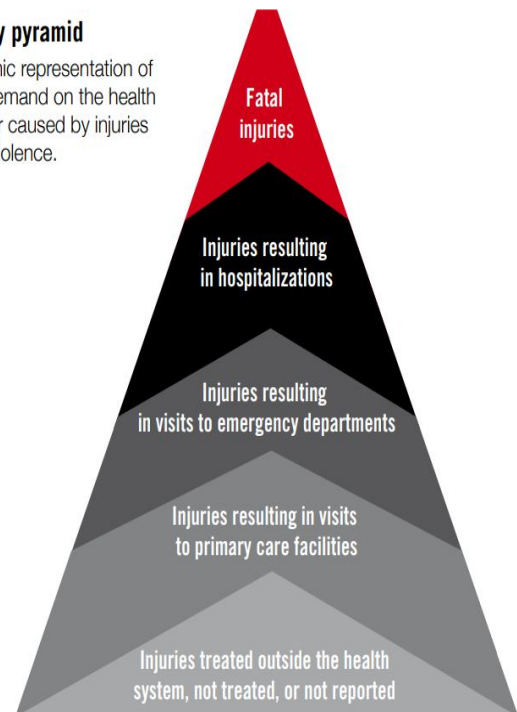 y pyramid
nic representation of
emand on the health
r caused by injuries
olence.
Fatal
injuries
Injuries resulting
in hospitalizations
Injuries resulting
in visits to emergency departments
Injuries resulting in visits
to primary care facilities
Injuries treated outside the health
system, not treated, or not reported